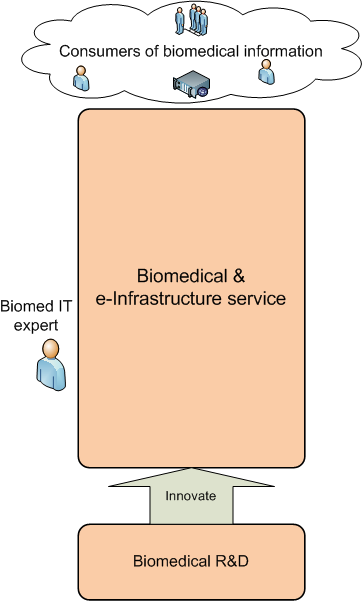 Consumers of biomedical information
Biomedical &
e-Infrastructure service
Biomed IT
expert
Innovate
Biomedical R&D